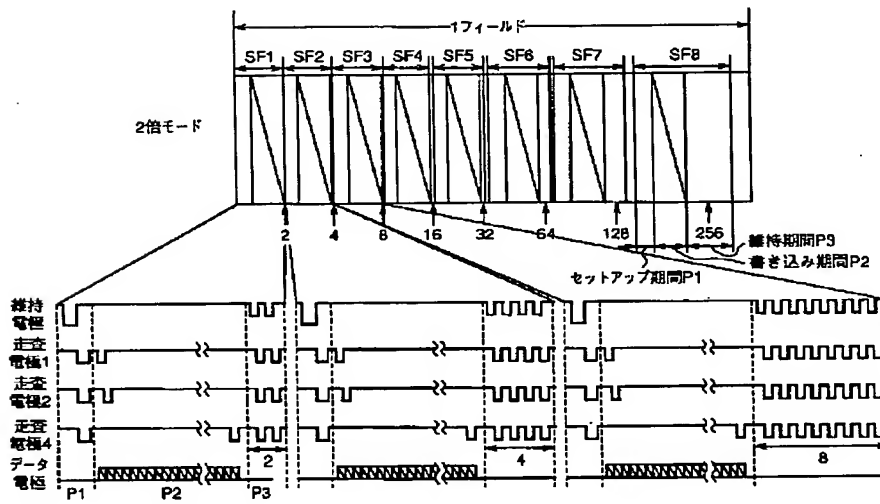 1フィールド
SF1 SF2 SF3 SF4 SF5 SF6 SF7 SF8
2倍モード
2 4 8 16 32 64 128 256
維持期間P3
書き込み期間P2
セットアップ期間P1
維持
電極
走査
電極1
走査
電極2
走査
電極4
データ
電極
2 4 8
P1 P2 P3